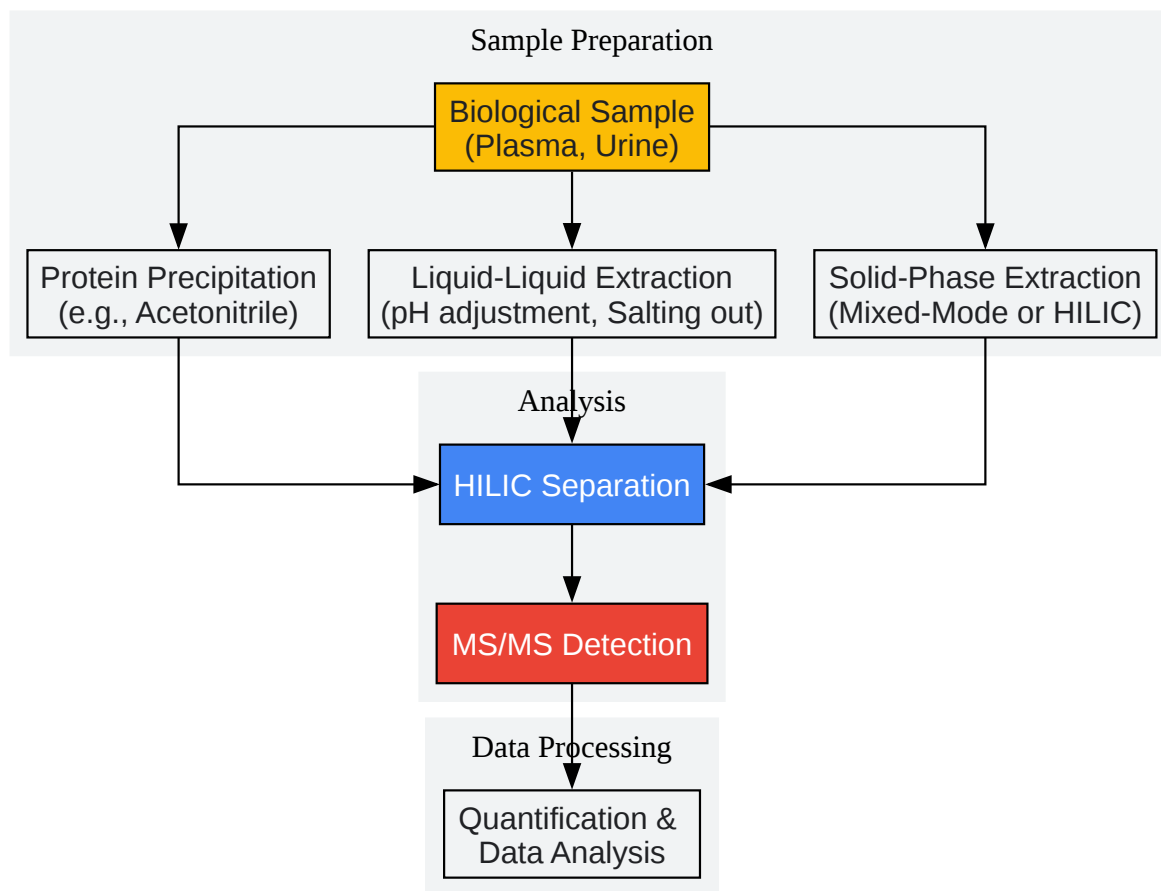 Sample Preparation
Biological Sample
(Plasma, Urine)
Protein Precipitation
(e.g., Acetonitrile)
Liquid-Liquid Extraction
(pH adjustment, Salting out)
Solid-Phase Extraction
(Mixed-Mode or HILIC)
Analysis
HILIC Separation
MS/MS Detection
Data Processing
Quantification &
Data Analysis